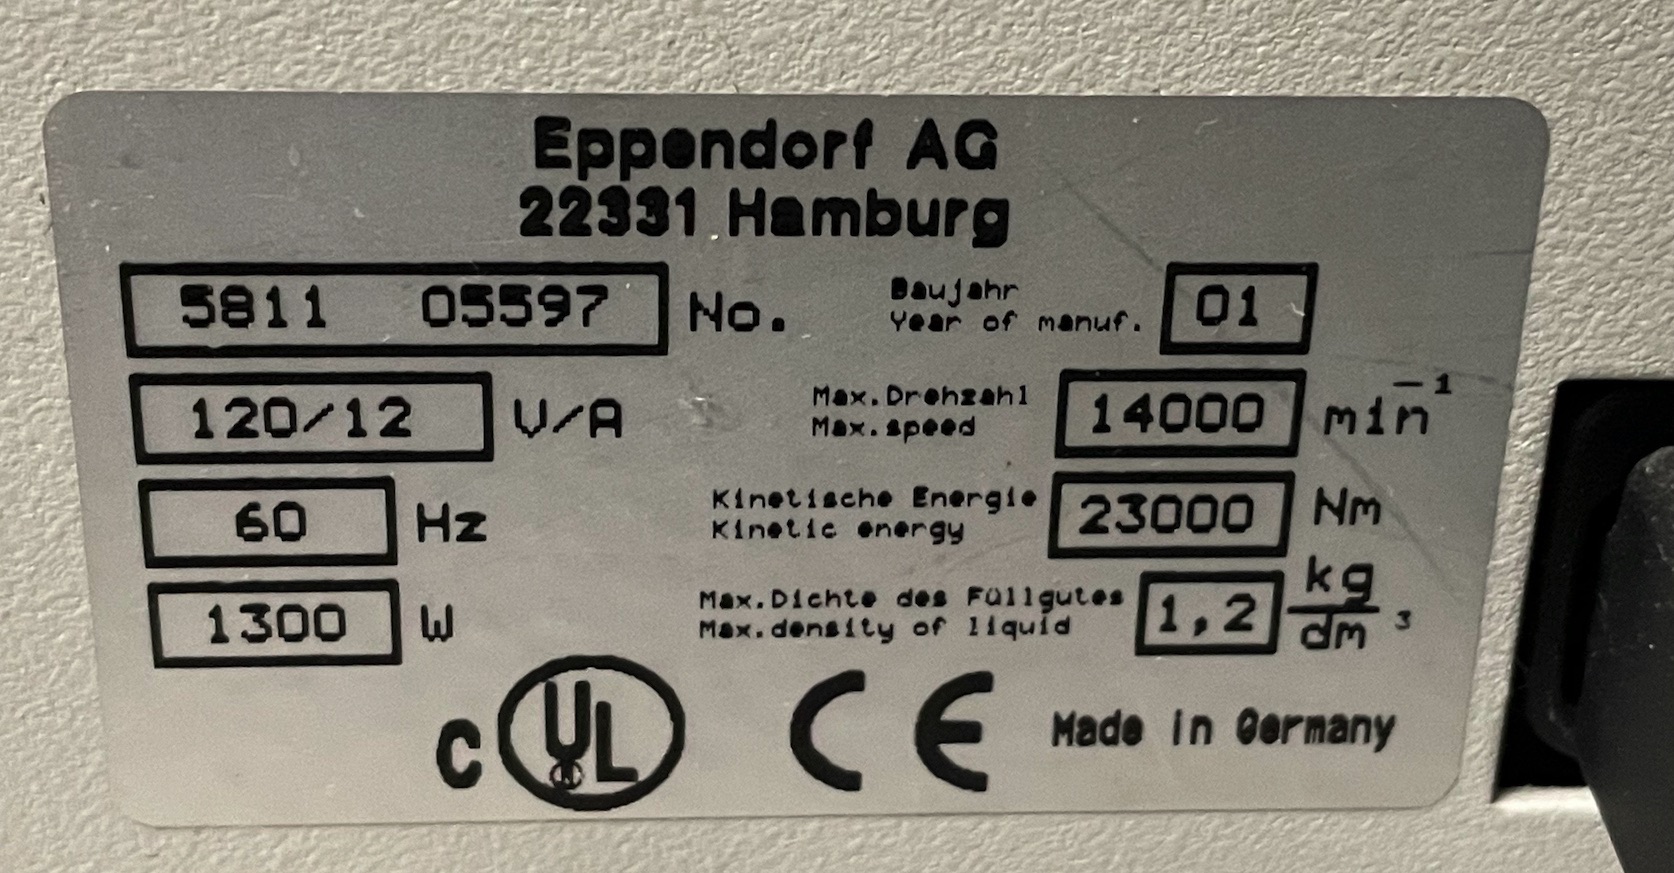 Eppendorf AG
22331 Hamburg
5811 05597 No.
Baujahr
Year of manuf.
01
120/12 V/A
Max.Drehzahl
Max.speed
14000 min⁻¹
60 Hz
Kinetische Energie
Kinetic energy
23000 Nm
1300 W
Max.Dichte des Füllgutes
Max.density of liquid
1,2 kg/dm³
C UL
CE
Made in Germany